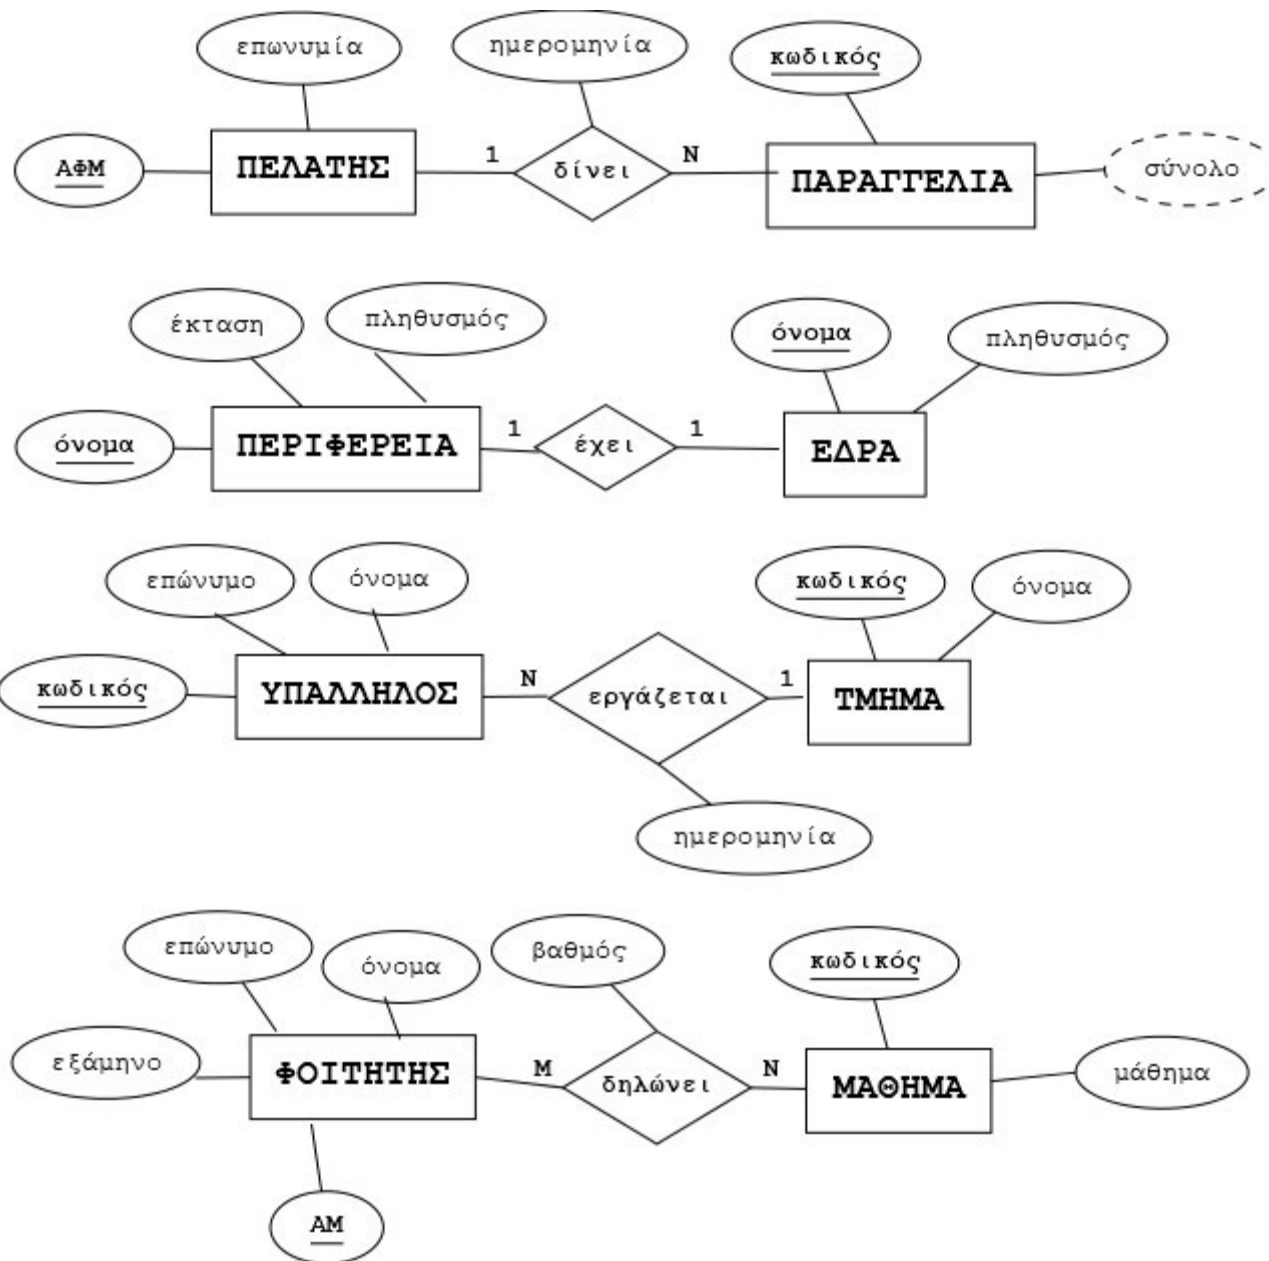 επωνυμία ημερομηνία κωδικός
ΑΦΜ ΠΕΛΑΤΗΣ 1 δίνει N ΠΑΡΑΓΓΕΛΙΑ σύνολο
έκταση πληθυσμός όνομα πληθυσμός
όνομα ΠΕΡΙΦΕΡΕΙΑ 1 έχει 1 ΕΔΡΑ
επώνυμο όνομα κωδικός όνομα
κωδικός ΥΠΑΛΛΗΛΟΣ N εργάζεται 1 ΤΜΗΜΑ
ημερομηνία
επώνυμο όνομα βαθμός κωδικός
εξάμηνο ΦΟΙΤΗΤΗΣ M δηλώνει N ΜΑΘΗΜΑ μάθημα
ΑΜ